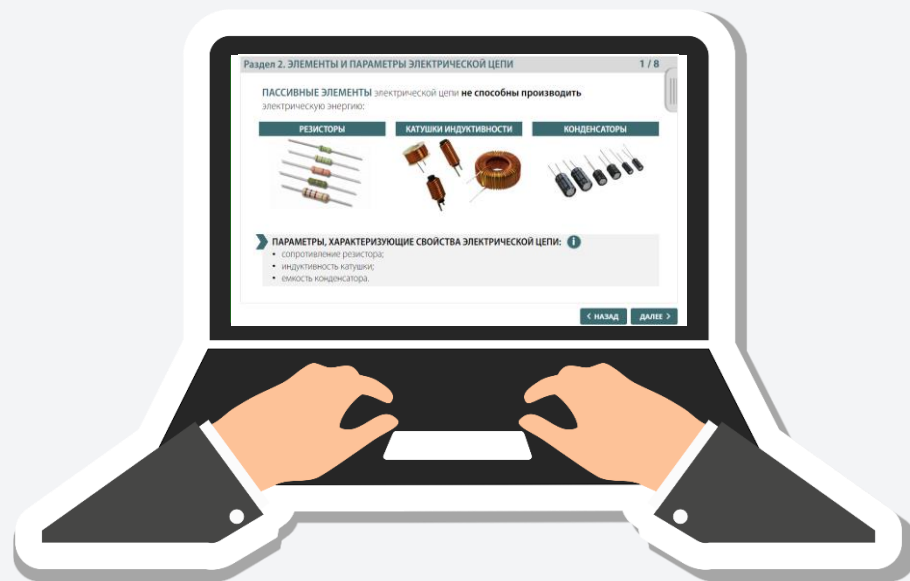 Раздел 2. ЭЛЕМЕНТЫ И ПАРАМЕТРЫ ЭЛЕКТРИЧЕСКОЙ ЦЕПИ 1 / 8
ПАССИВНЫЕ ЭЛЕМЕНТЫ электрической цепи не способны производить
электрическую энергию:
РЕЗИСТОРЫ КАТУШКИ ИНДУКТИВНОСТИ КОНДЕНСАТОРЫ
ПАРАМЕТРЫ, ХАРАКТЕРИЗУЮЩИЕ СВОЙСТВА ЭЛЕКТРИЧЕСКОЙ ЦЕПИ: i
• сопротивление резистора;
• индуктивность катушки;
• емкость конденсатора.
< НАЗАД ДАЛЕЕ >